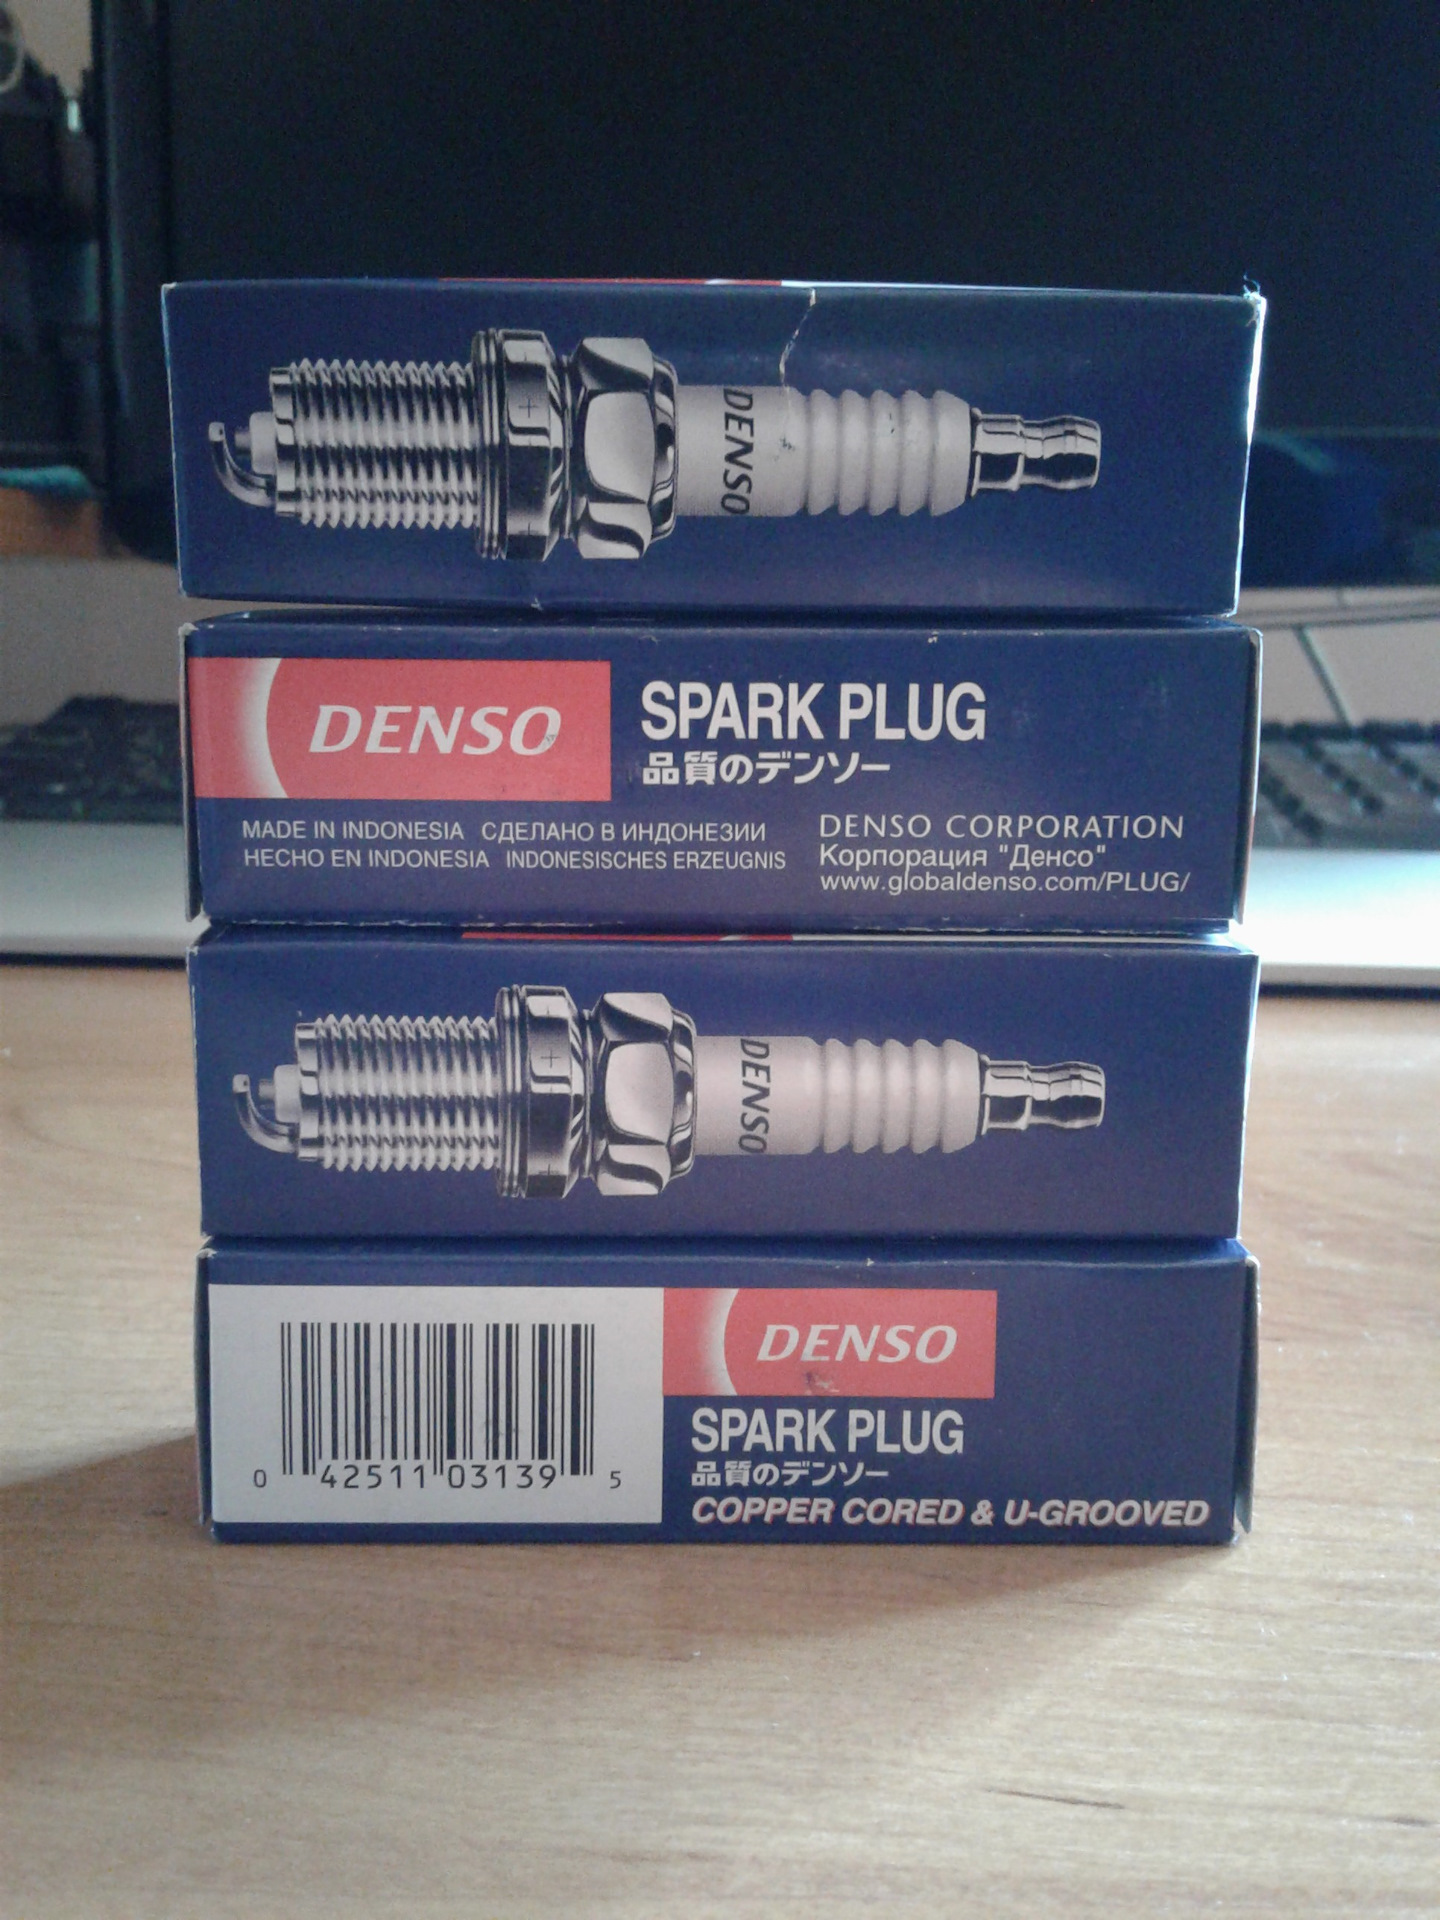 DENSO
DENSO
SPARK PLUG
品質のデンソー
MADE IN INDONESIA СДЕЛАНО В ИНДОНЕЗИИ
HECHO EN INDONESIA INDONESISCHES ERZEUGNIS
DENSO CORPORATION
Корпорация "Денсо"
www.globaldenso.com/PLUG/
DENSO
0 42511 03139 5
DENSO
SPARK PLUG
品質のデンソー
COPPER CORED & U-GROOVED